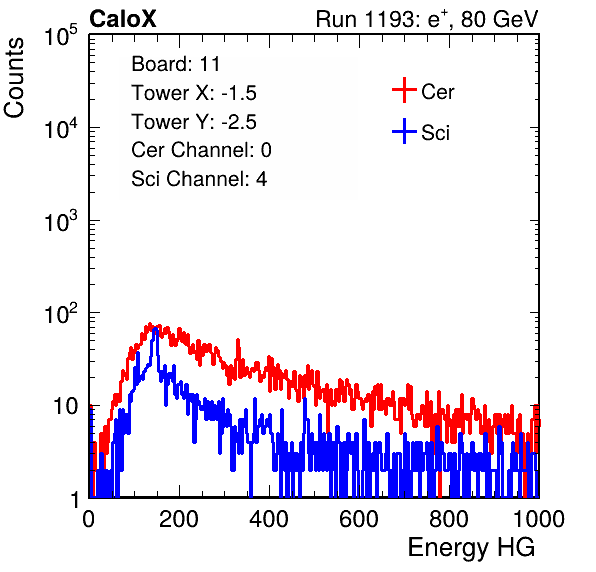 CaloX Run 1193: e⁺, 80 GeV
Counts
10⁵
10⁴
10³
10²
10
1
Board: 11
Tower X: -1.5
Tower Y: -2.5
Cer Channel: 0
Sci Channel: 4
Cer
Sci
0 200 400 600 800 1000
Energy HG